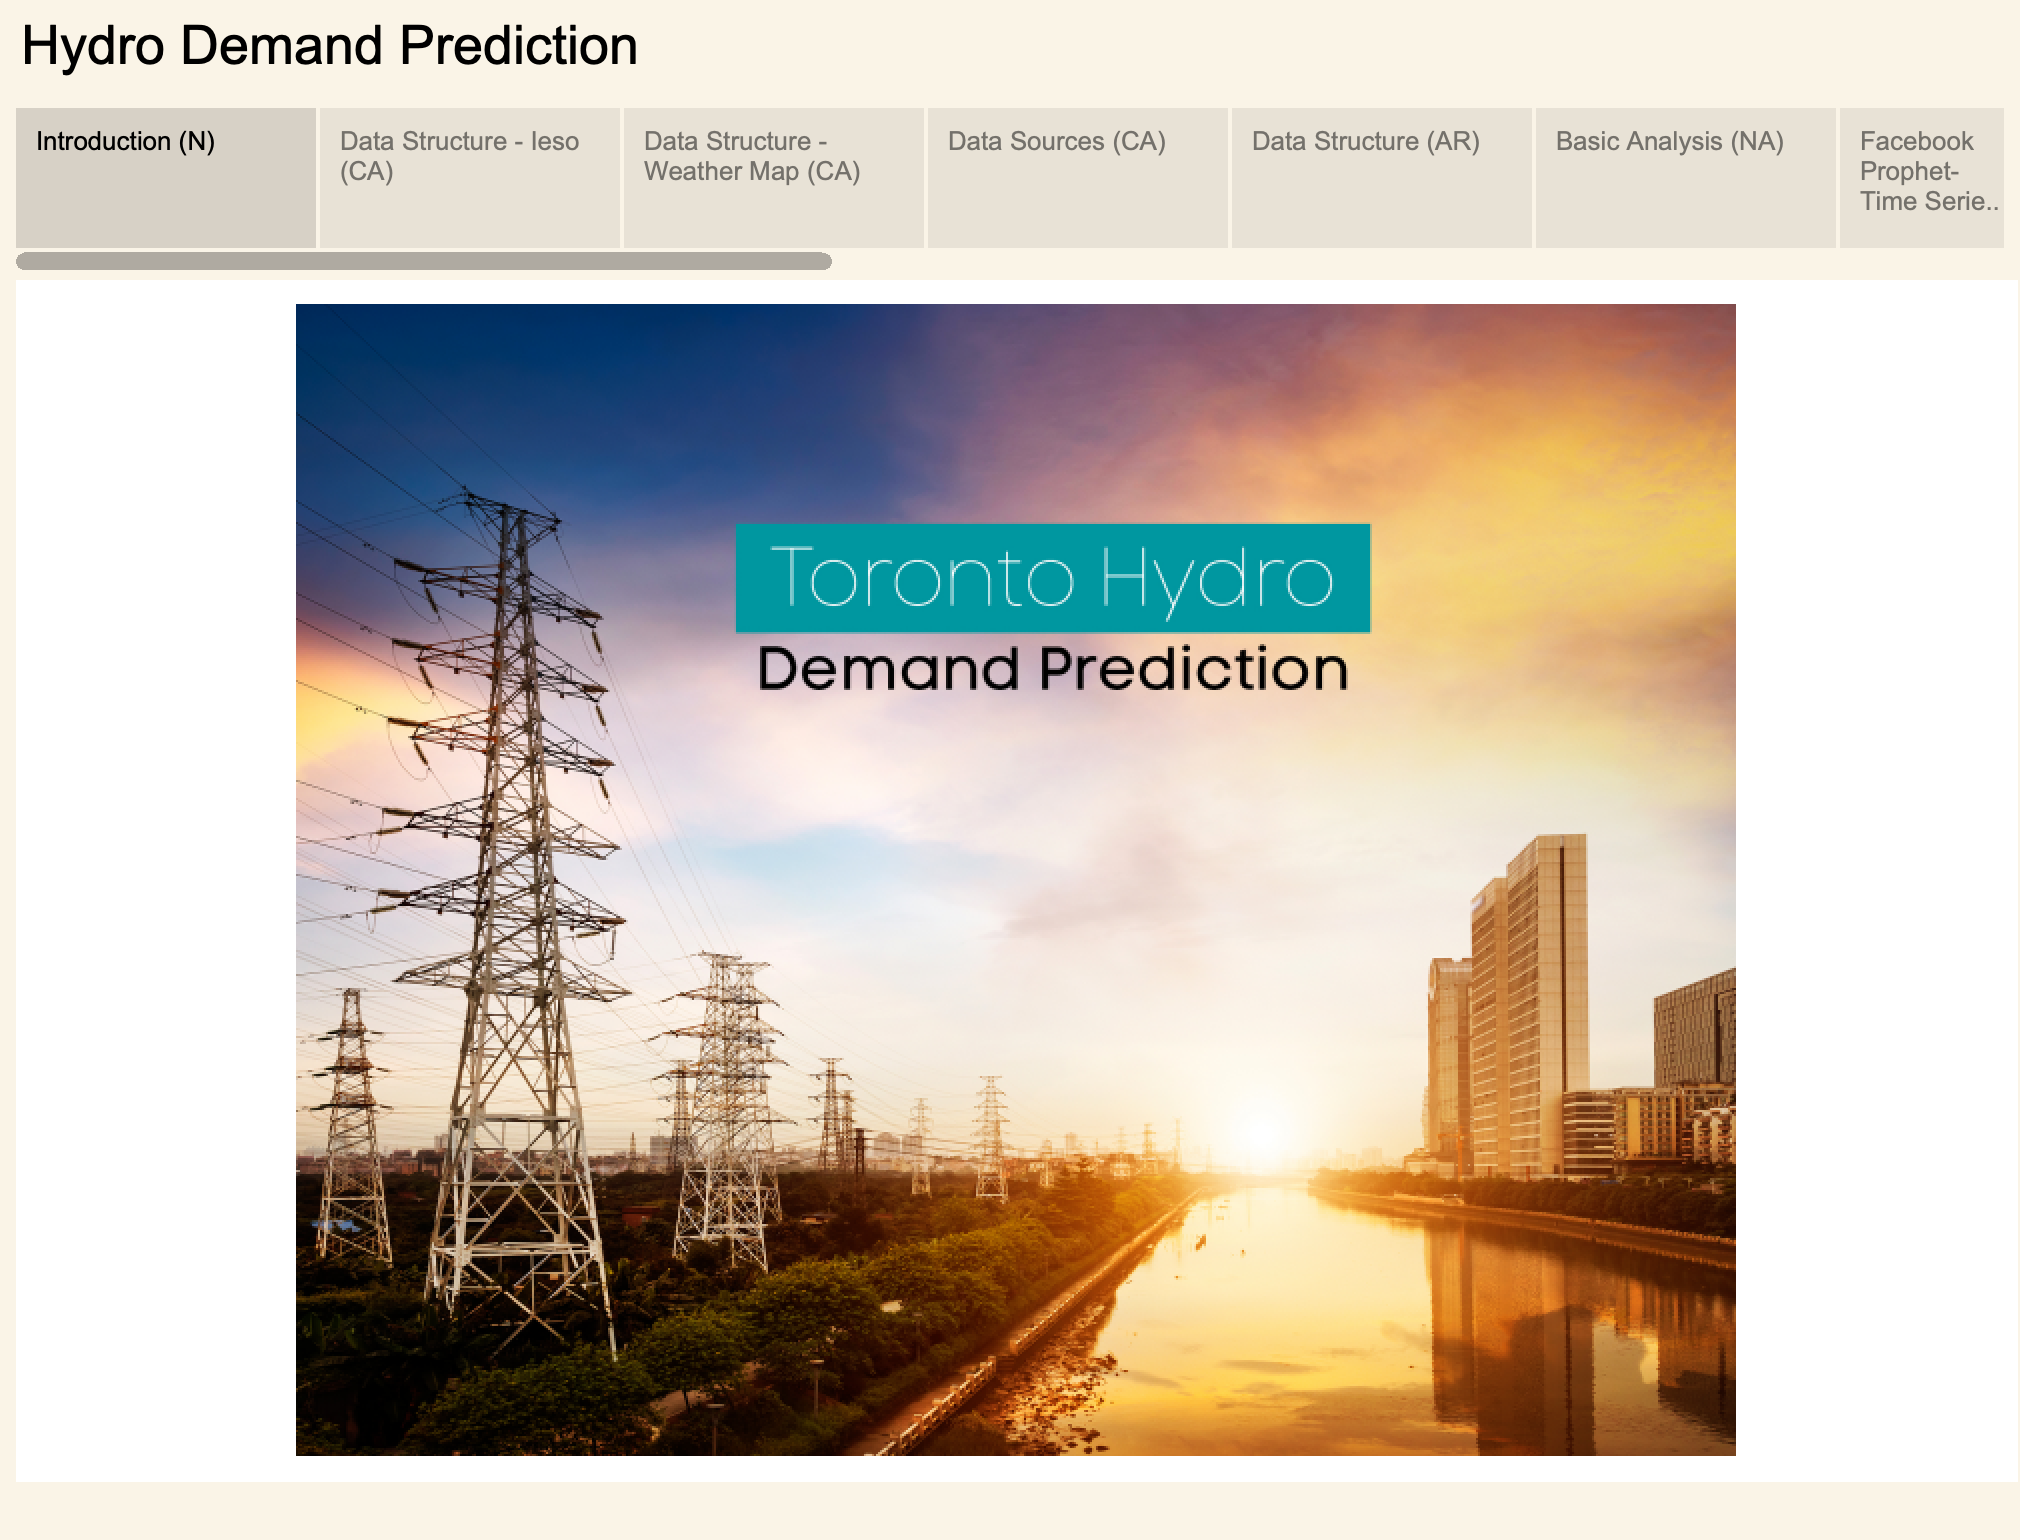 Hydro Demand Prediction
Introduction (N)
Data Structure - Ieso
(CA)
Data Structure -
Weather Map (CA)
Data Sources (CA)
Data Structure (AR)
Basic Analysis (NA)
Facebook
Prophet-
Time Serie..
Toronto Hydro
Demand Prediction